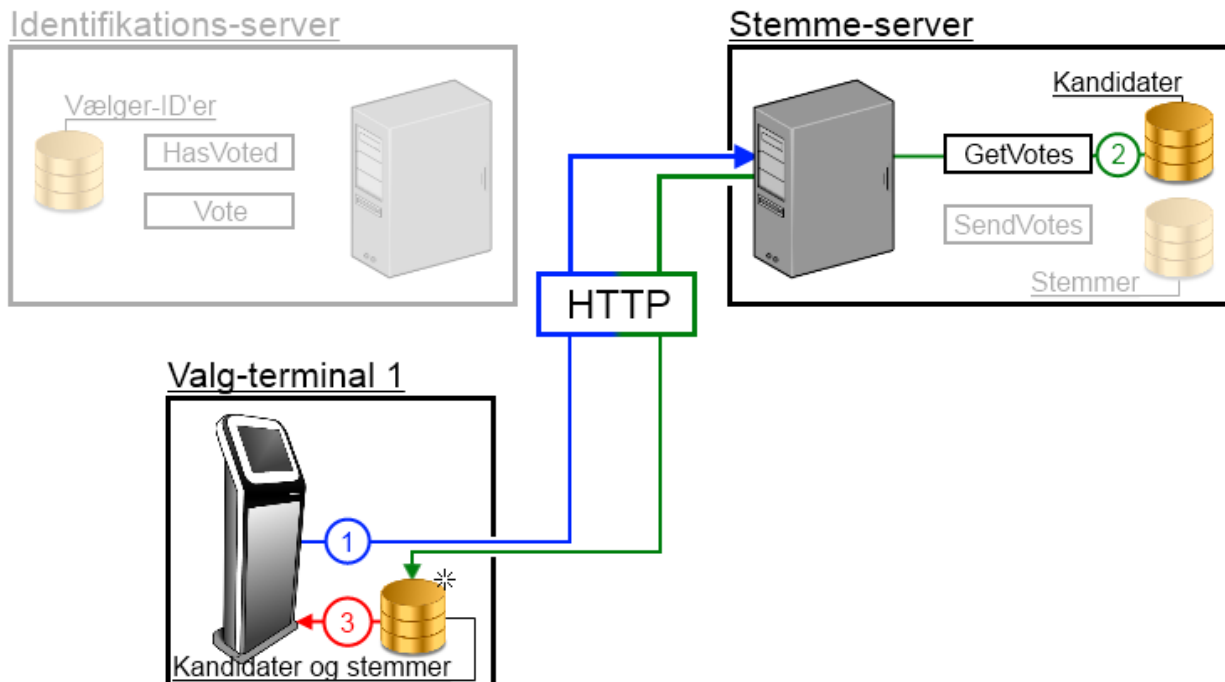 Identifikations-server
Vælger-ID'er
HasVoted
Vote
Stemme-server
Kandidater
GetVotes
2
SendVotes
Stemmer
HTTP
Valg-terminal 1
1
3
Kandidater og stemmer